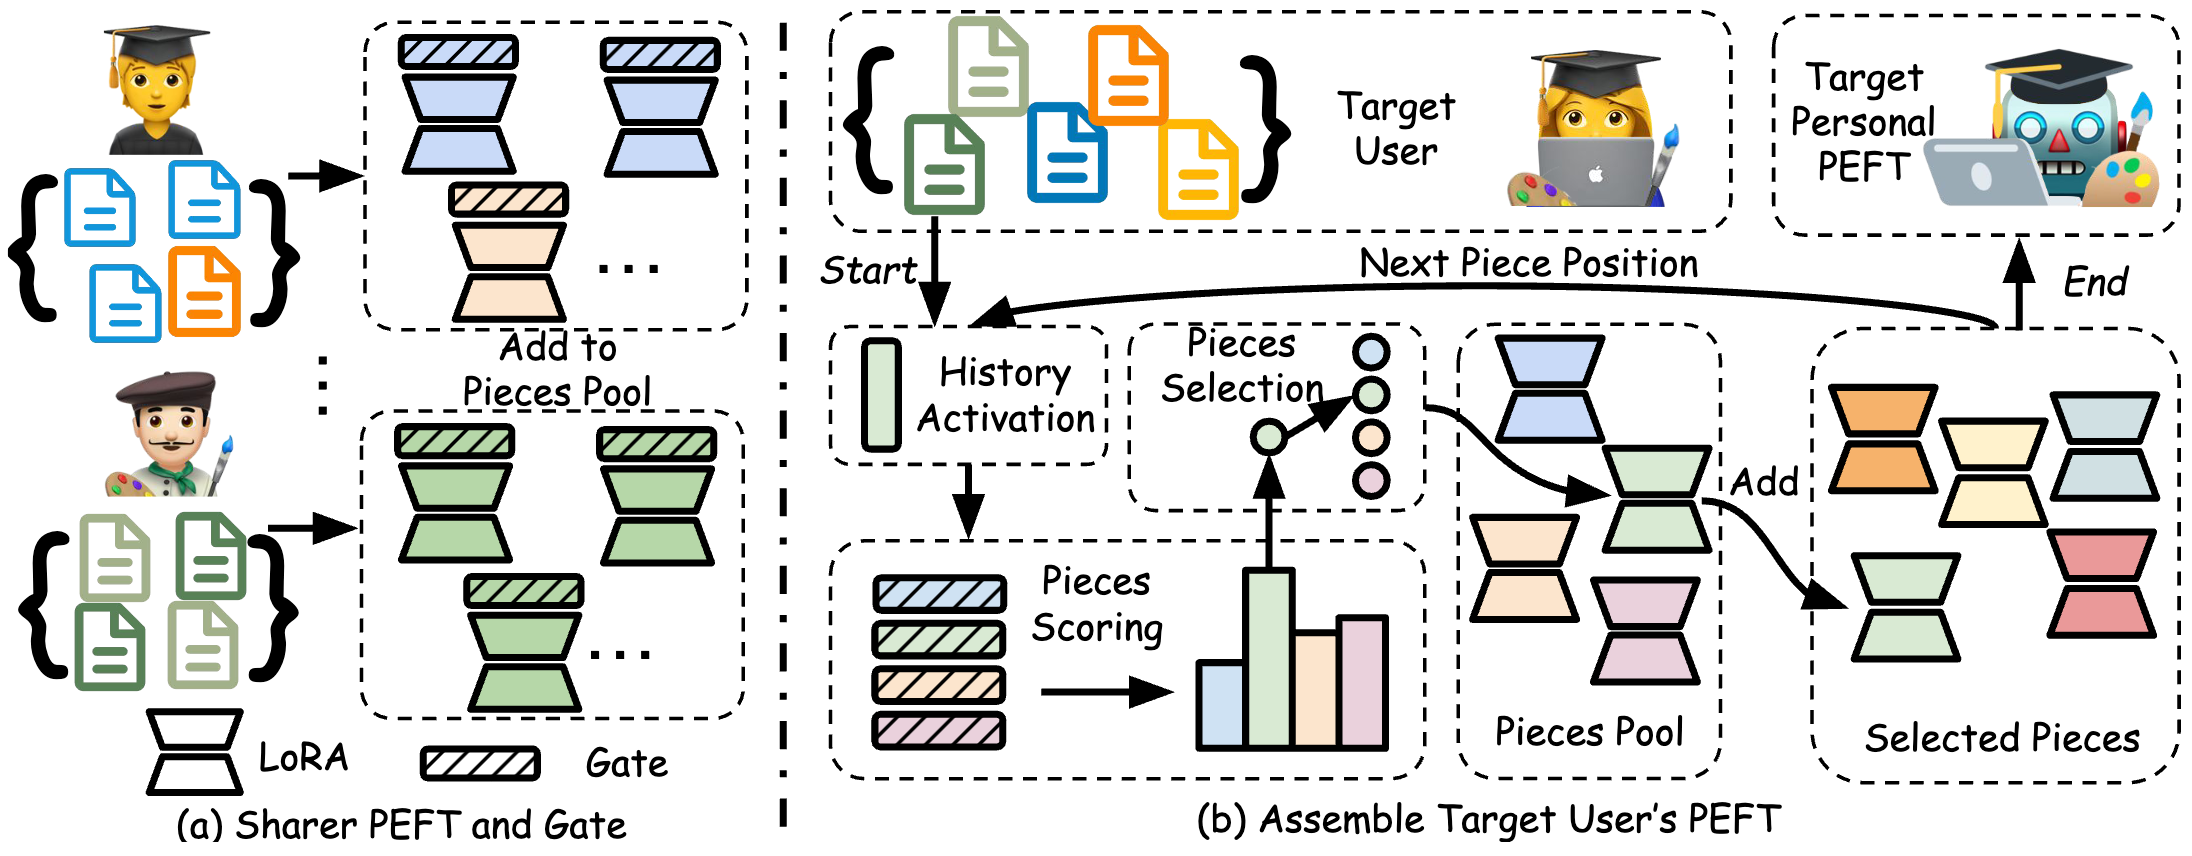 Add to
Pieces Pool
LoRA
Gate
(a) Sharer PEFT and Gate
Target
User
Target
Personal
PEFT
Start
Next Piece Position
End
History
Activation
Pieces
Selection
Add
Pieces
Scoring
Pieces Pool
Selected Pieces
(b) Assemble Target User's PEFT